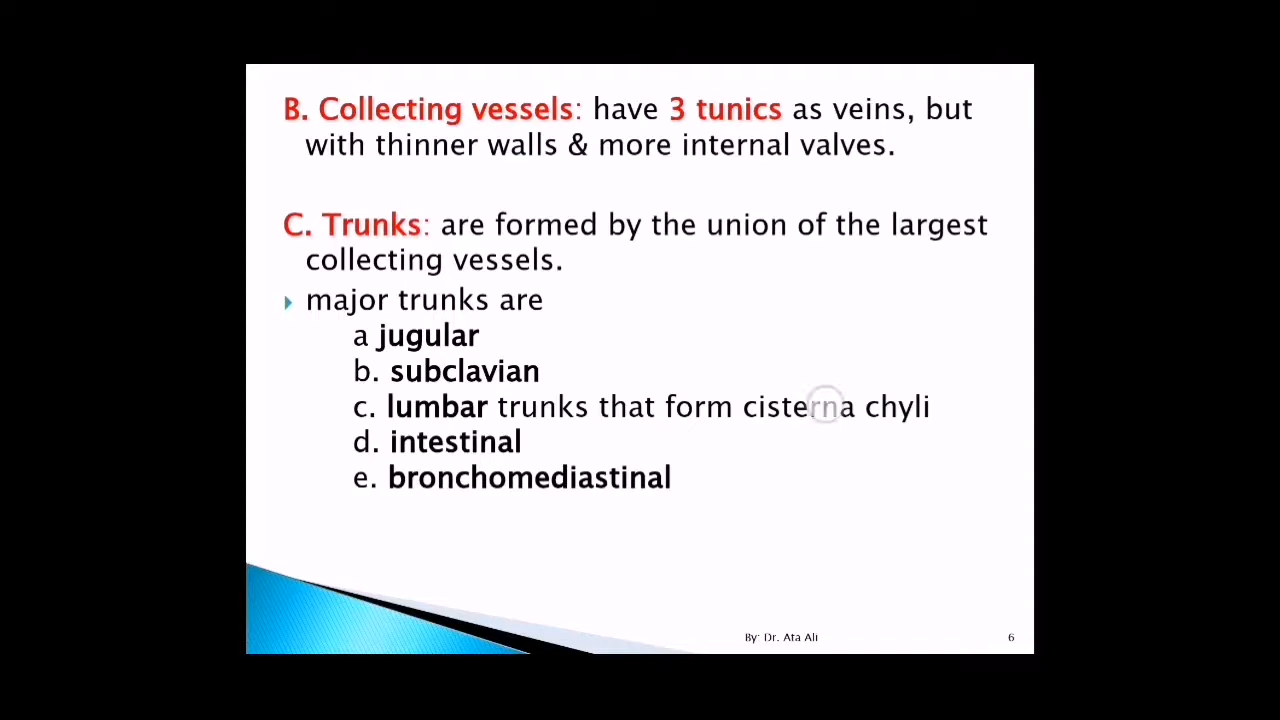 B. Collecting vessels: have 3 tunics as veins, but
with thinner walls & more internal valves.
C. Trunks: are formed by the union of the largest
collecting vessels.
major trunks are
a jugular
b. subclavian
c. lumbar trunks that form cisterna chyli
d. intestinal
e. bronchomediastinal
By: Dr. Ata Ali 6